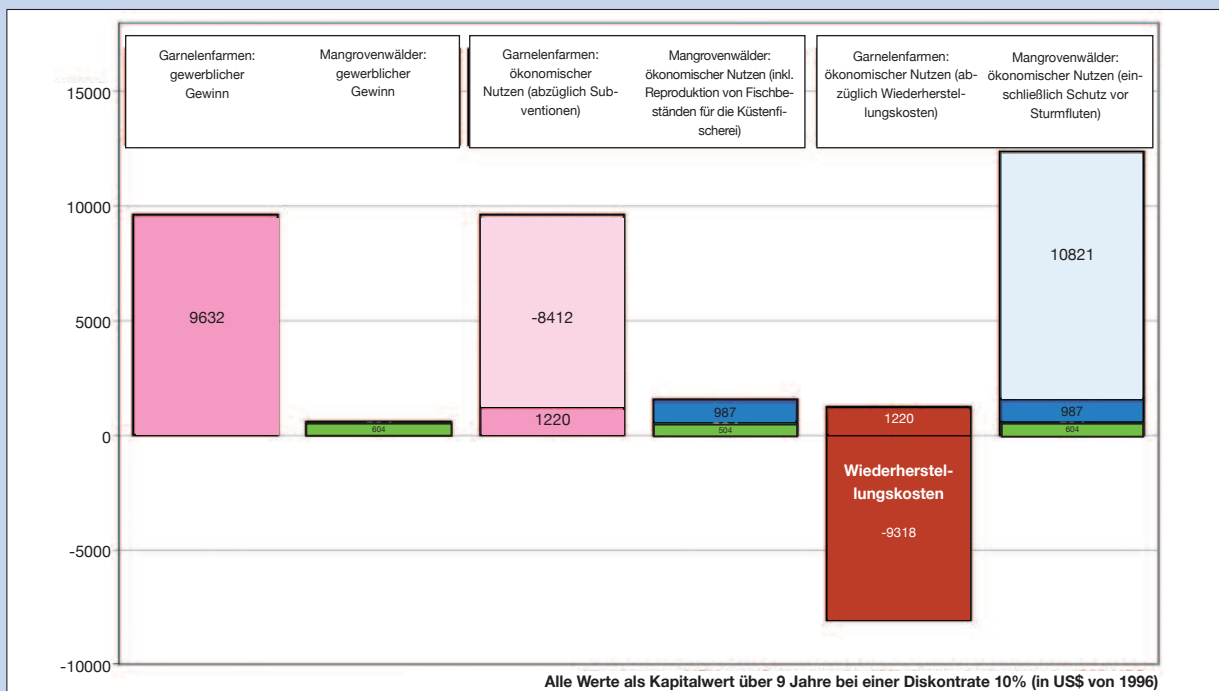 Garnelenfarmen:
gewerblicher
Gewinn
Mangrovenwälder:
gewerblicher
Gewinn
Garnelenfarmen:
ökonomischer
Nutzen (abzüglich Sub-
ventionen)
Mangrovenwälder:
ökonomischer Nutzen (inkl.
Reproduktion von Fischbe-
ständen für die Küstenfi-
scherei)
Garnelenfarmen:
ökonomischer Nutzen (ab-
züglich Wiederherstel-
lungskosten)
Mangrovenwälder:
ökonomischer Nutzen (ein-
schließlich Schutz vor
Sturmfluten)
15000
10000
5000
0
-5000
-10000
9632
604
-8412
1220
987
504
1220
Wiederherstel-
lungskosten
-9318
10821
987
604
Alle Werte als Kapitalwert über 9 Jahre bei einer Diskontrate 10% (in US$ von 1996)